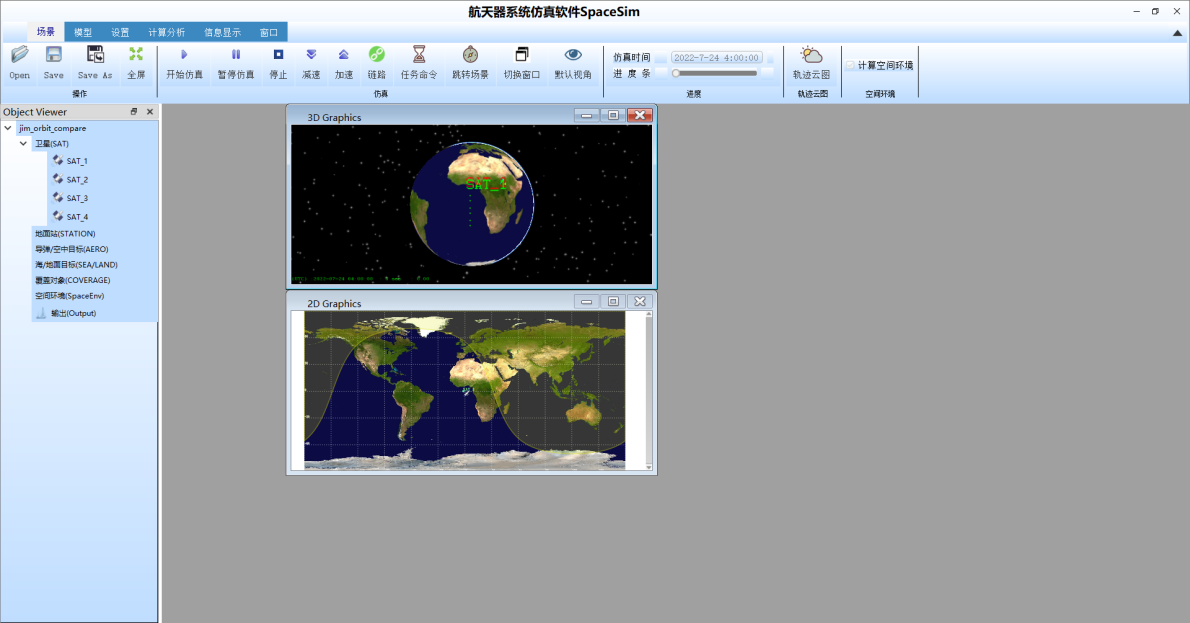 航天器系统仿真软件SpaceSim
场景 模型 设置 计算分析 信息显示 窗口
Open Save Save As 全屏 开始仿真 暂停仿真 停止 减速 加速 链路 任务命令 跳转场景 切换窗口 默认视角
仿真时间 2022-7-24 4:00:00
进度条
轨迹云图
计算空间环境
操作 仿真 进度 轨迹云图 空间环境
Object Viewer
jim_orbit_compare
卫星(SAT)
SAT_1
SAT_2
SAT_3
SAT_4
地面站(STATION)
导弹/空中目标(AERO)
海/地面目标(SEA/LAND)
覆盖对象(COVERAGE)
空间环境(SpaceEnv)
输出(Output)
3D Graphics
SAT_1
2D Graphics